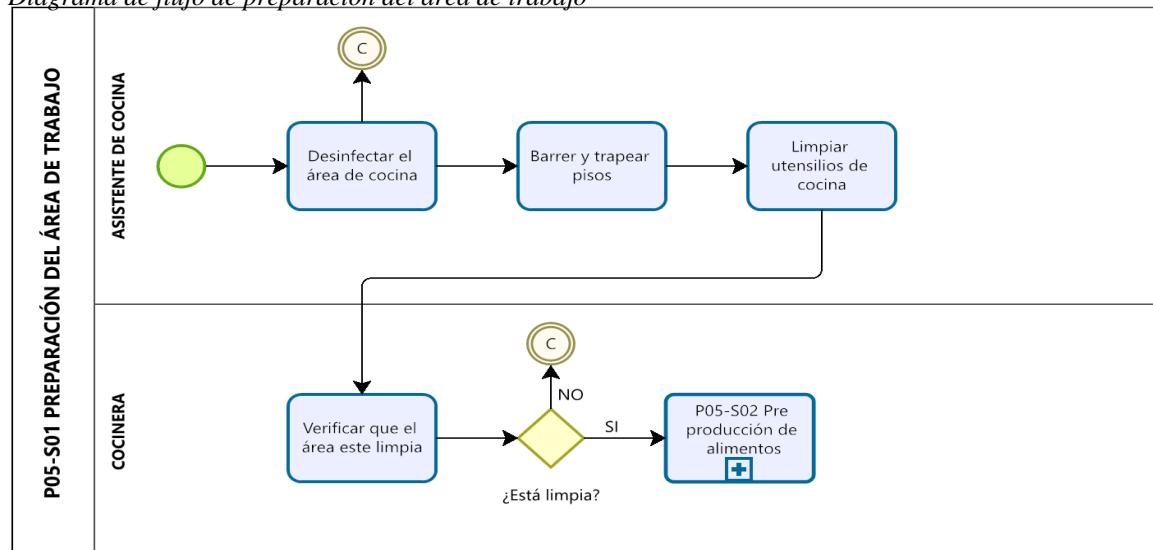 Diagrama de flujo de preparación del área de trabajo
P05-S01 PREPARACIÓN DEL ÁREA DE TRABAJO
ASISTENTE DE COCINA
C
Desinfectar el
área de cocina
Barrer y trapear
pisos
Limpiar
utensilios de
cocina
COCINERA
Verificar que el
área este limpia
C
NO
SI
¿Está limpia?
P05-S02 Pre
producción de
alimentos